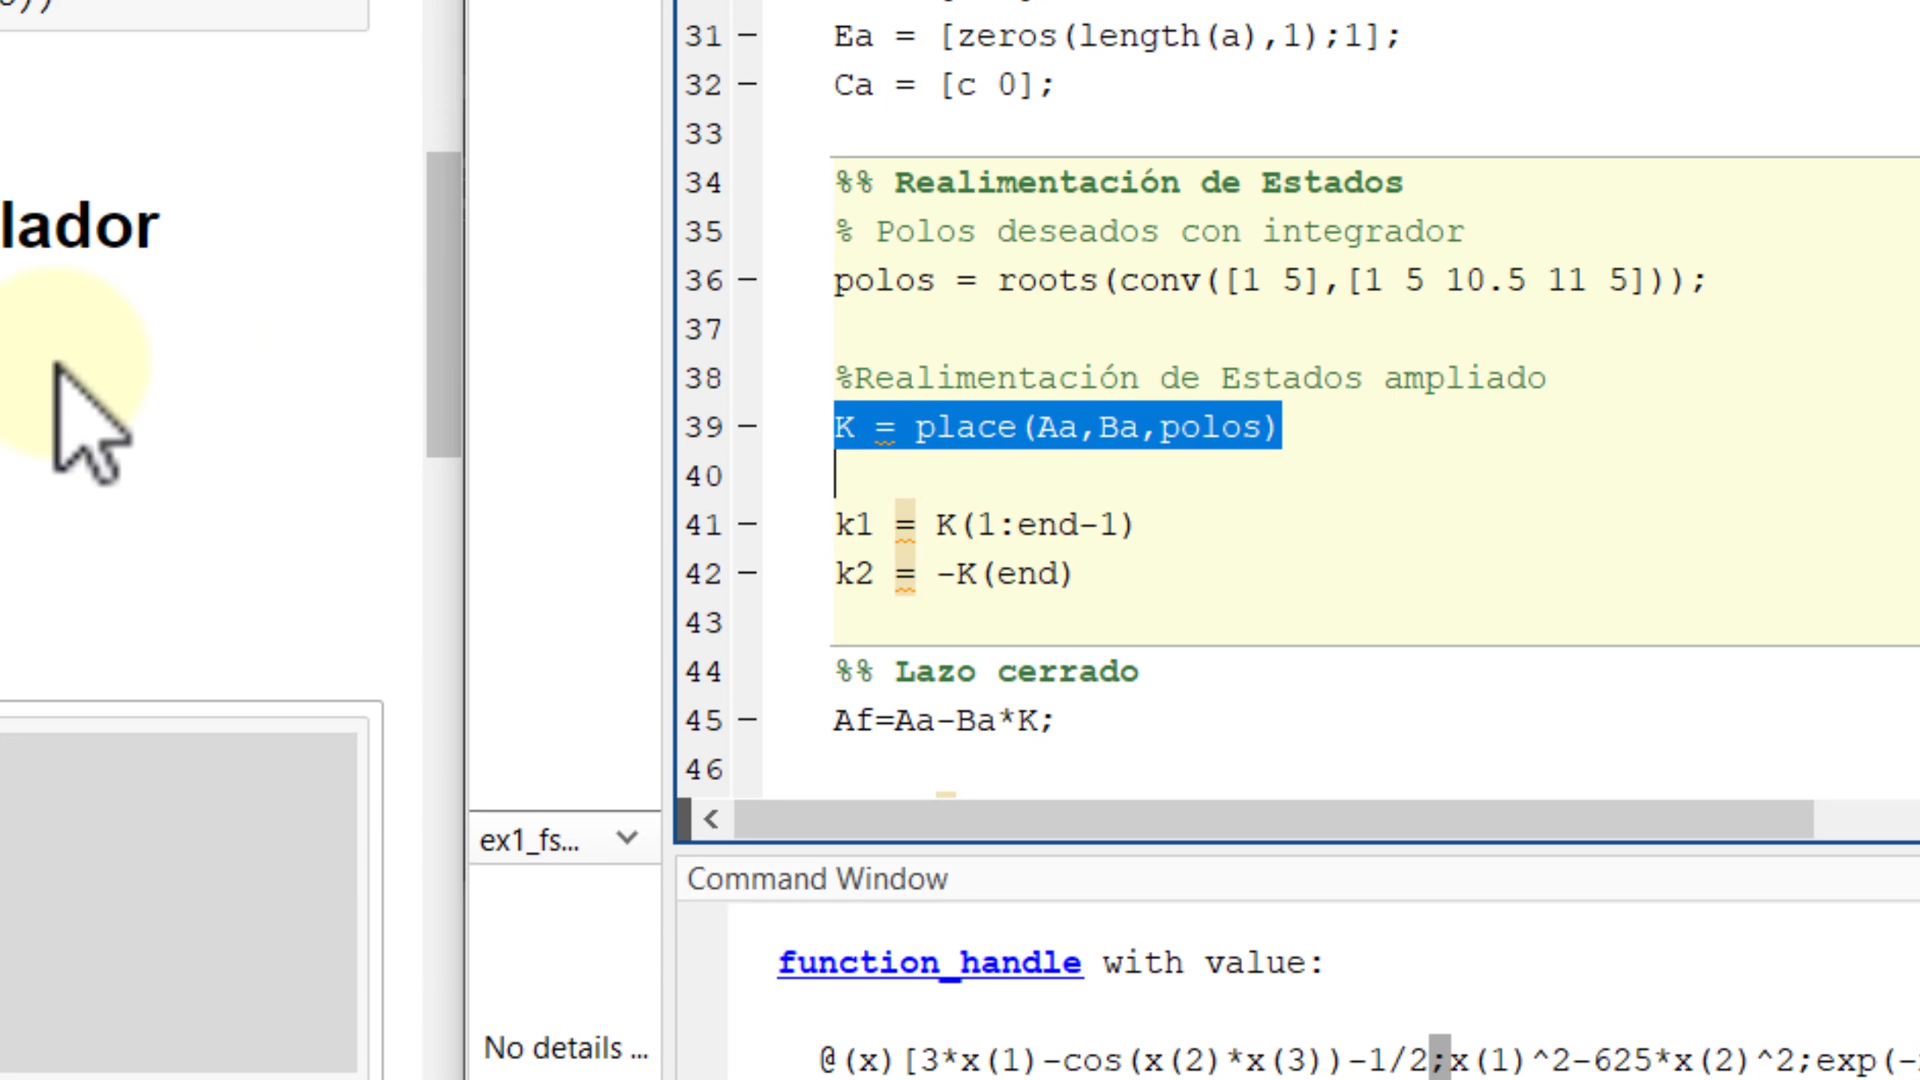 lador
31 – Ea = [zeros(length(a),1);1];
32 – Ca = [c 0];
33
34 %% Realimentación de Estados
35 % Polos deseados con integrador
36 – polos = roots(conv([1 5],[1 5 10.5 11 5]));
37
38 %Realimentación de Estados ampliado
39 – K = place(Aa,Ba,polos)
40
41 – k1 = K(1:end-1)
42 – k2 = -K(end)
43
44 %% Lazo cerrado
45 – Af=Aa-Ba*K;
46
ex1_fs...
Command Window
function_handle with value:
No details ...
@(x)[3*x(1)-cos(x(2)*x(3))-1/2;x(1)^2-625*x(2)^2;exp(-